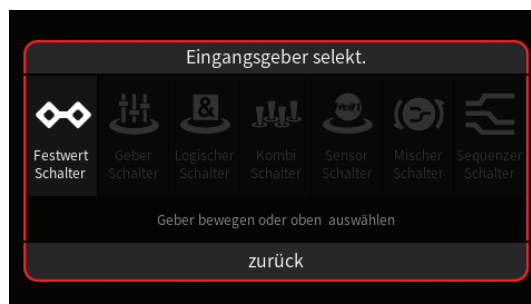 Eingangsgeber selekt.
&
Festwert Geber Logischer Kombi Sensor Mischer Sequenzer
Schalter Schalter Schalter Schalter Schalter Schalter Schalter
Geber bewegen oder oben auswählen
zurück